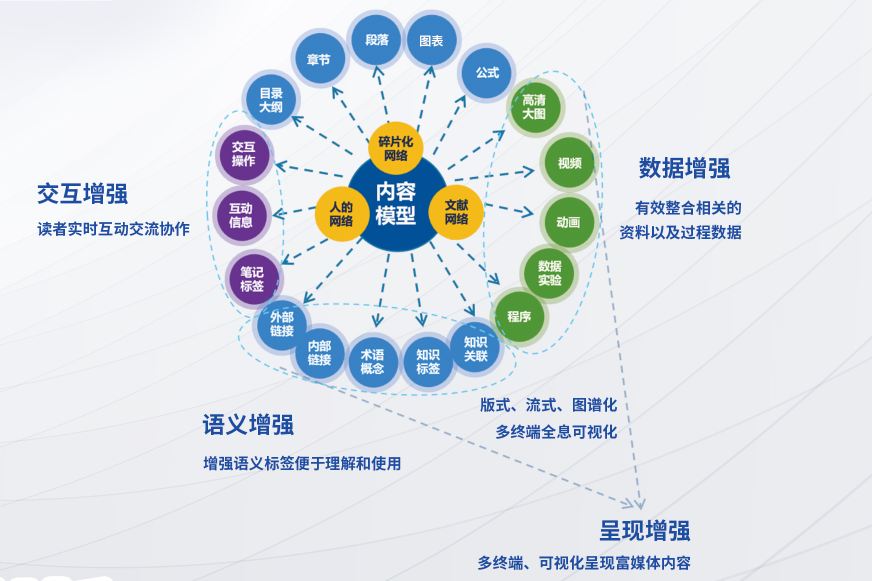 段落
图表
章节
公式
目录
大纲
高清
大图
碎片化
网络
交互
操作
视频
内容
模型
人的
网络
文献
网络
互动
信息
动画
笔记
标签
数据
实验
外部
链接
程序
内部
链接
术语
概念
知识
标签
知识
关联
交互增强
读者实时互动交流协作
数据增强
有效整合相关的
资料以及过程数据
语义增强
增强语义标签便于理解和使用
版式、流式、图谱化
多终端全息可视化
呈现增强
多终端、可视化呈现富媒体内容